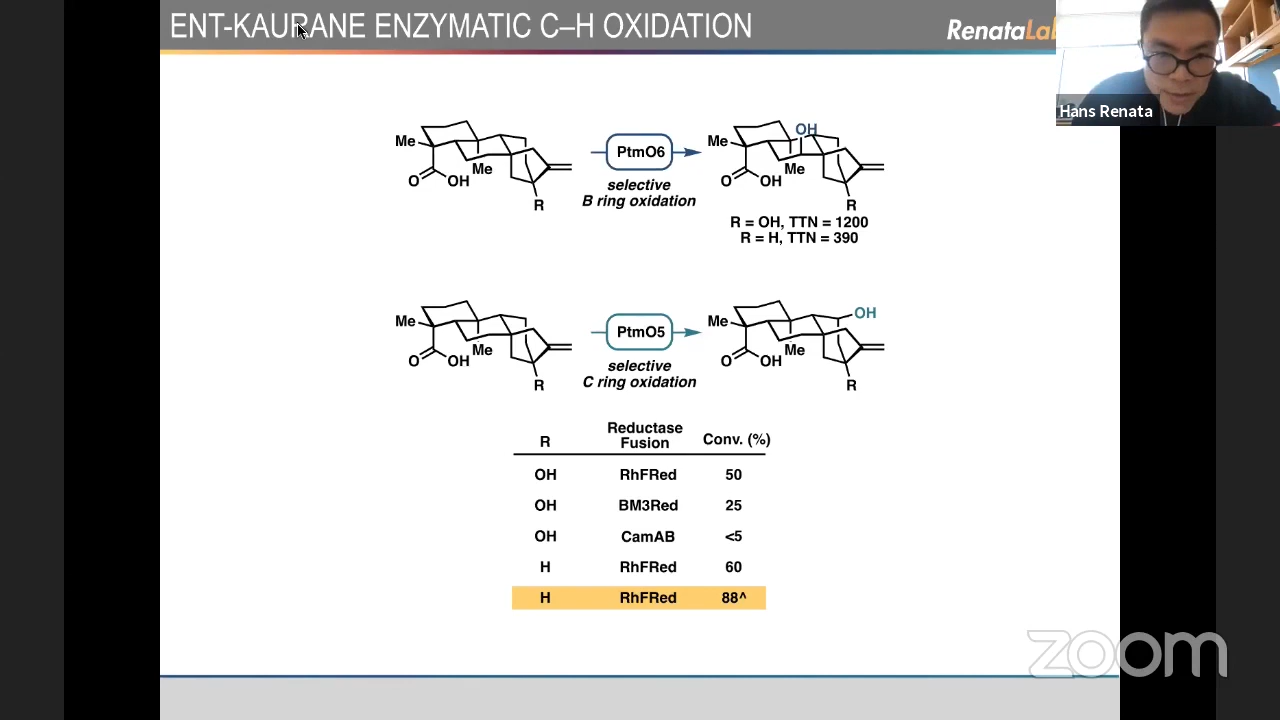 ENT-KAURANE ENZYMATIC C–H OXIDATION
RenataLab
Hans Renata
Me
O
OH
Me
R
PtmO6
selective
B ring oxidation
Me
OH
O
OH
Me
R
R = OH, TTN = 1200
R = H, TTN = 390
Me
O
OH
Me
R
PtmO5
selective
C ring oxidation
Me
OH
O
OH
Me
R
R
Reductase
Fusion
Conv. (%)
OH RhFRed 50
OH BM3Red 25
OH CamAB <5
H RhFRed 60
H RhFRed 88^
zoom